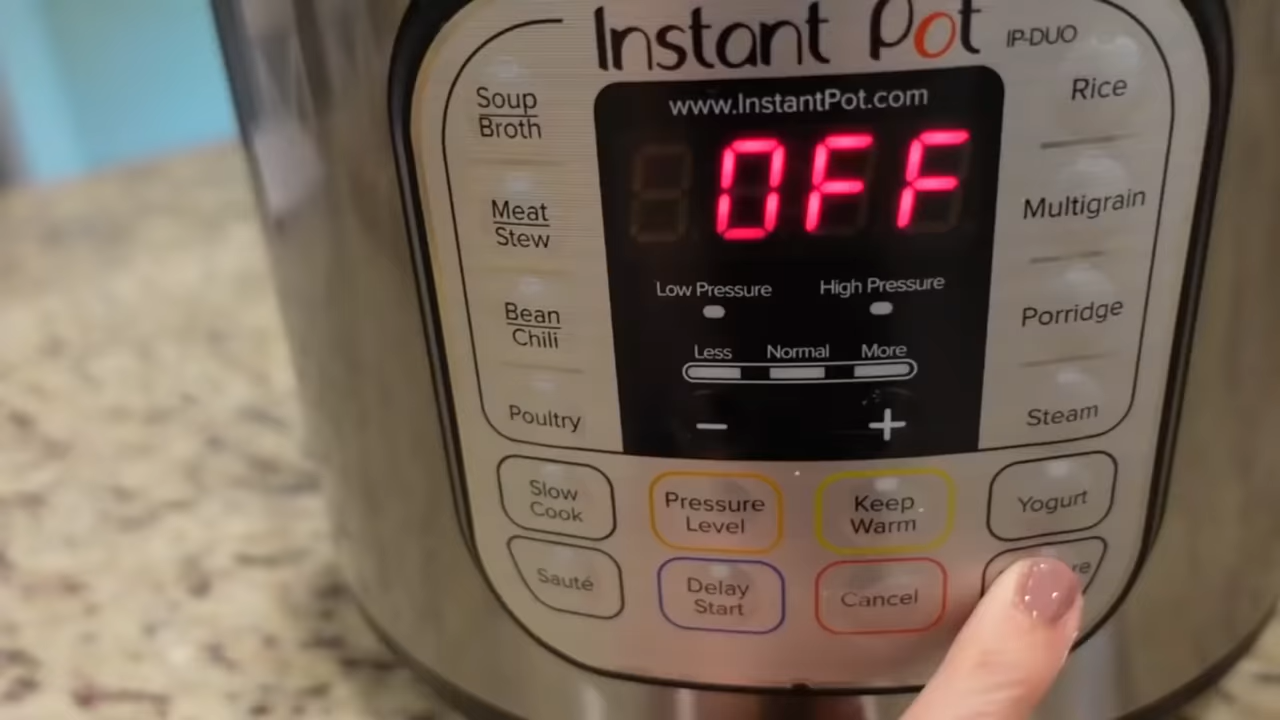 Instant Pot IP-DUO
www.InstantPot.com
OFF
Soup
Broth
Meat
Stew
Bean
Chili
Poultry
Low Pressure High Pressure
Less Normal More
− +
Rice
Multigrain
Porridge
Steam
Slow
Cook
Pressure
Level
Keep
Warm
Yogurt
Sauté
Delay
Start
Cancel
re